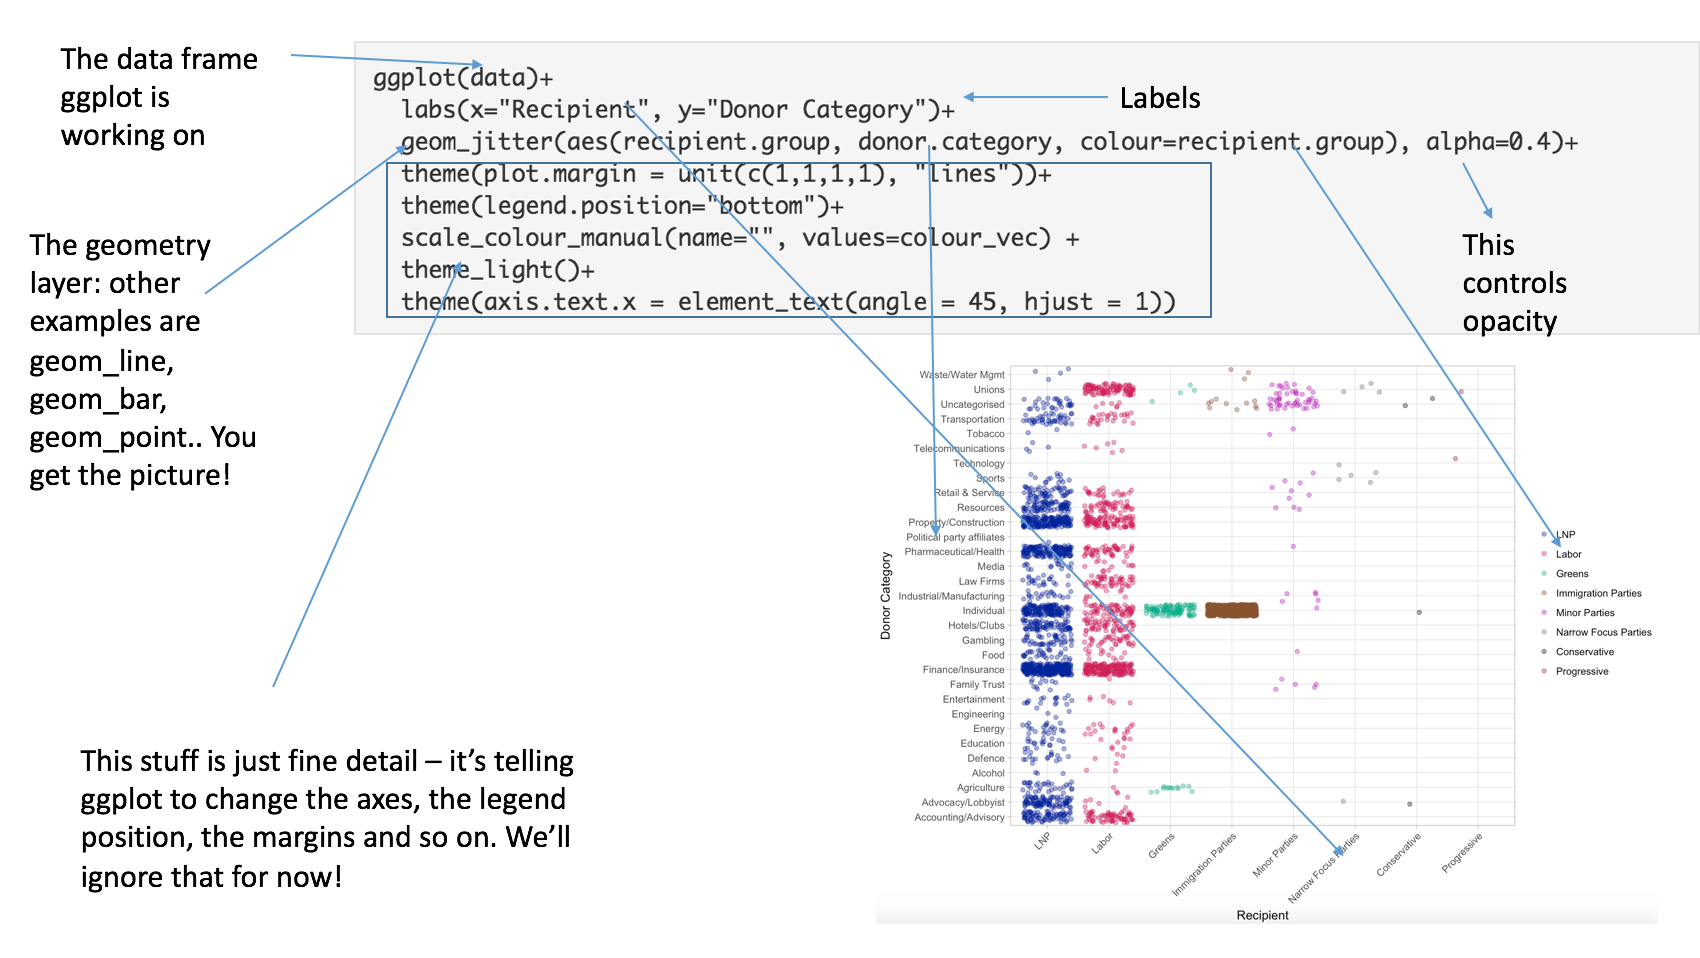 The data frame
ggplot is
working on
ggplot(data)+
labs(x="Recipient", y="Donor Category")+
geom_jitter(aes(recipient.group, donor.category, colour=recipient.group), alpha=0.4)+
theme(plot.margin = unit(c(1,1,1,1), "lines"))+
theme(legend.position="bottom")+
scale_colour_manual(name="", values=colour_vec) +
theme_light()+
theme(axis.text.x = element_text(angle = 45, hjust = 1))
Labels
This
controls
opacity
The geometry
layer: other
examples are
geom_line,
geom_bar,
geom_point.. You
get the picture!
This stuff is just fine detail – it’s telling
ggplot to change the axes, the legend
position, the margins and so on. We’ll
ignore that for now!
Donor Category
Waste/Water Mgmt
Unions
Uncategorised
Transportation
Tobacco
Telecommunications
Technology
Sports
Retail & Service
Resources
Property/Construction
Political party affiliates
Pharmaceutical/Health
Media
Law Firms
Industrial/Manufacturing
Individual
Hotels/Clubs
Gambling
Food
Finance/Insurance
Family Trust
Entertainment
Engineering
Energy
Education
Defence
Alcohol
Agriculture
Advocacy/Lobbyist
Accounting/Advisory
LNP
Labor
Greens
Immigration Parties
Minor Parties
Narrow Focus Parties
Conservative
Progressive
Recipient
LNP
Labor
Greens
Immigration Parties
Minor Parties
Narrow Focus Parties
Conservative
Progressive